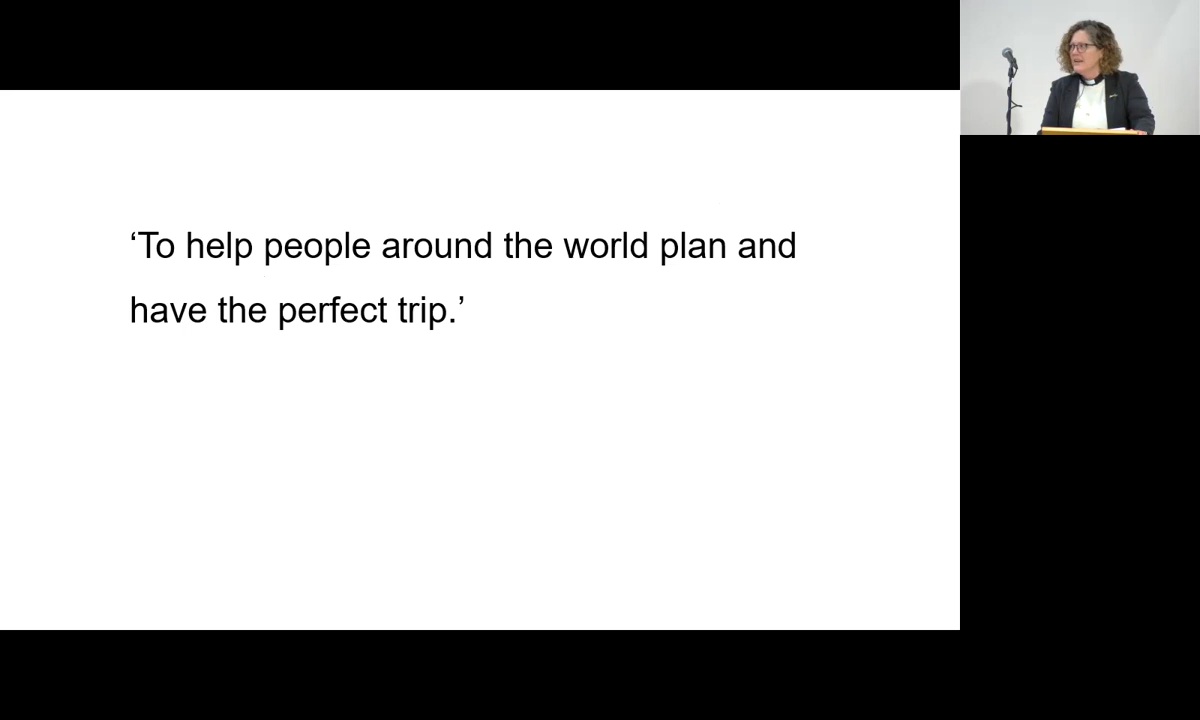 ‘To help people around the world plan and
have the perfect trip.’